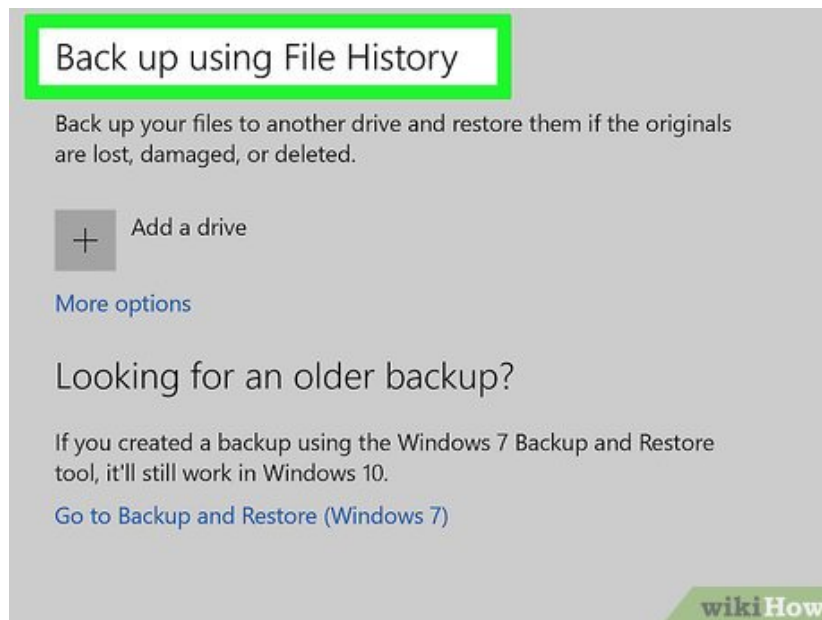 Back up using File History
Back up your files to another drive and restore them if the originals
are lost, damaged, or deleted.
+ Add a drive
More options
Looking for an older backup?
If you created a backup using the Windows 7 Backup and Restore
tool, it'll still work in Windows 10.
Go to Backup and Restore (Windows 7)
wikiHow